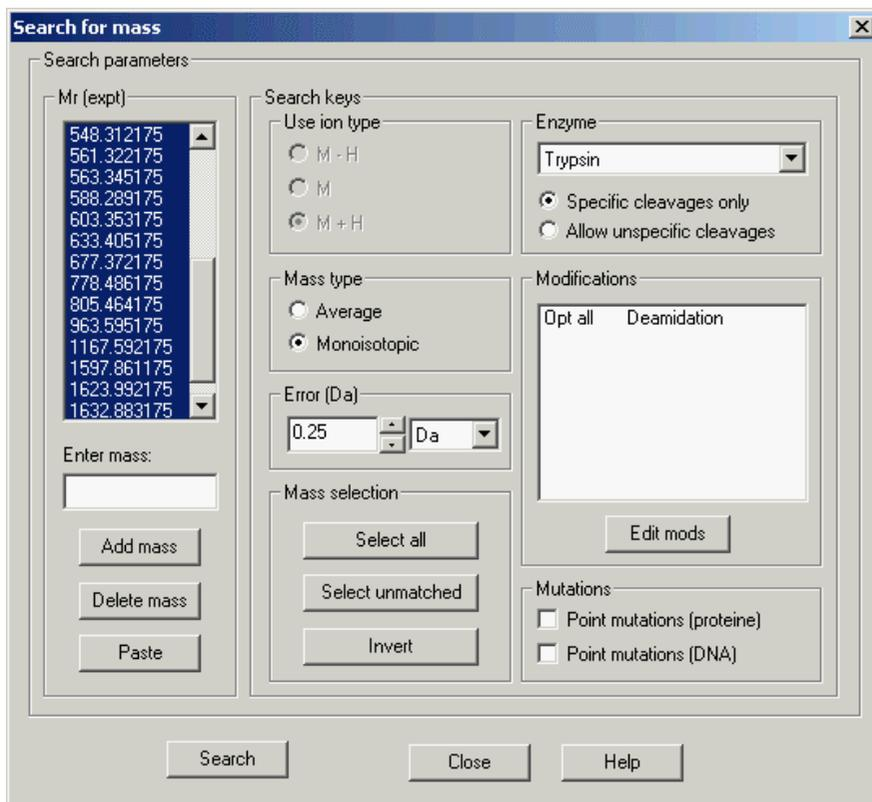 Search for mass
Search parameters
Mr (expt)
548.312175
561.322175
563.345175
588.289175
603.353175
633.405175
677.372175
778.486175
805.464175
963.595175
1167.592175
1597.861175
1623.992175
1632.883175
Enter mass:
Add mass
Delete mass
Paste
Search keys
Use ion type
M - H
M
M + H
Mass type
Average
Monoisotopic
Error (Da)
0.25 Da
Mass selection
Select all
Select unmatched
Invert
Enzyme
Trypsin
Specific cleavages only
Allow unspecific cleavages
Modifications
Opt all Deamidation
Edit mods
Mutations
Point mutations (proteine)
Point mutations (DNA)
Search Close Help